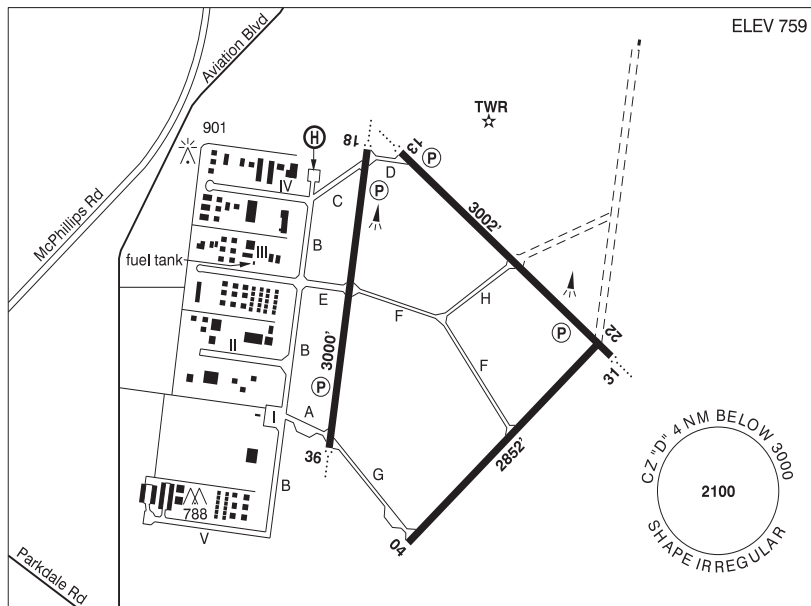 ELEV 759
Aviation Blvd
McPhillips Rd
901
H
18
13
TWR
P
D
P
IV
C
B
3002'
III
fuel tank
E
H
F
B
3000'
II
P
22
P
F
31
I
A
36
2852'
G
CZ "D" 4 NM BELOW 3000
2100
SHAPE IRREGULAR
B
788
V
04
Parkdale Rd